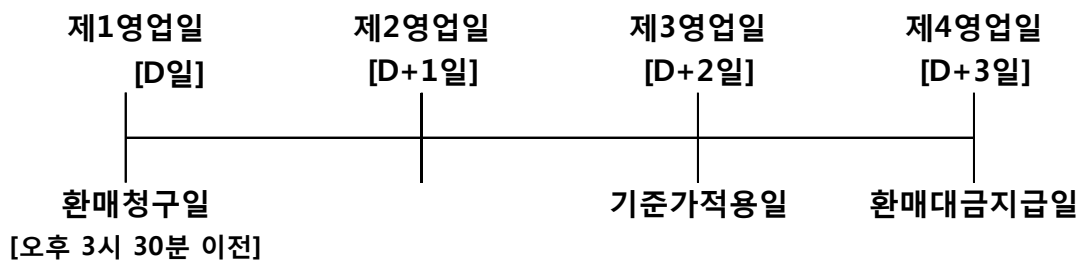 제1영업일 제2영업일 제3영업일 제4영업일
[D일] [D+1일] [D+2일] [D+3일]
환매청구일 기준가적용일 환매대금지급일
[오후 3시 30분 이전]